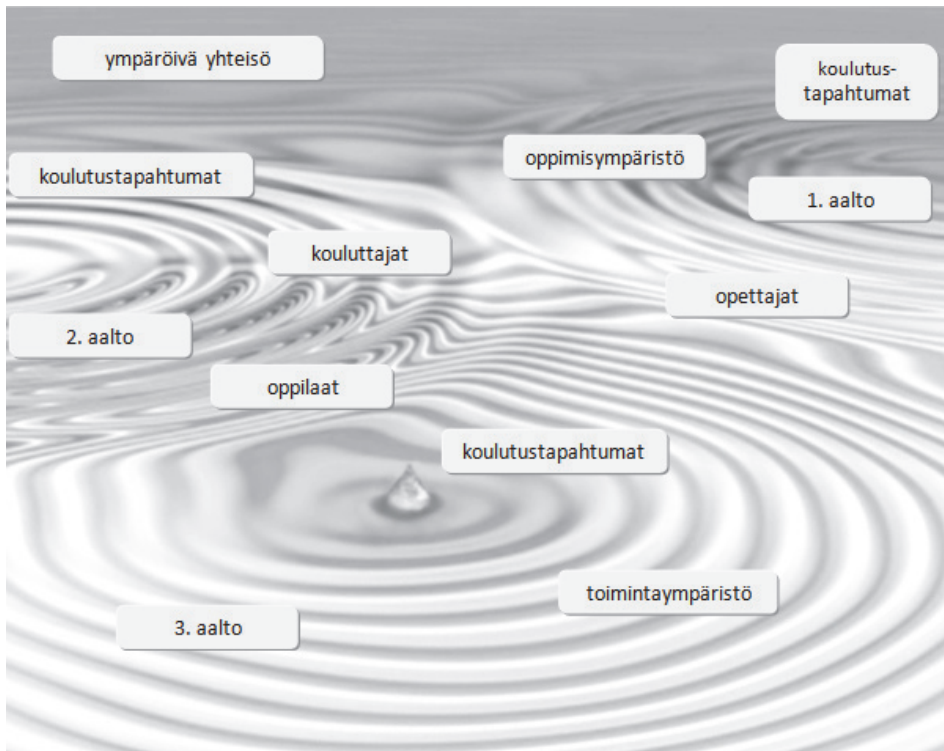 ympäröivä yhteisö
koulutus-
tapahtumat
oppimisympäristö
koulutustapahtumat
1. aalto
kouluttajat
opettajat
2. aalto
oppilaat
koulutustapahtumat
toimintaympäristö
3. aalto